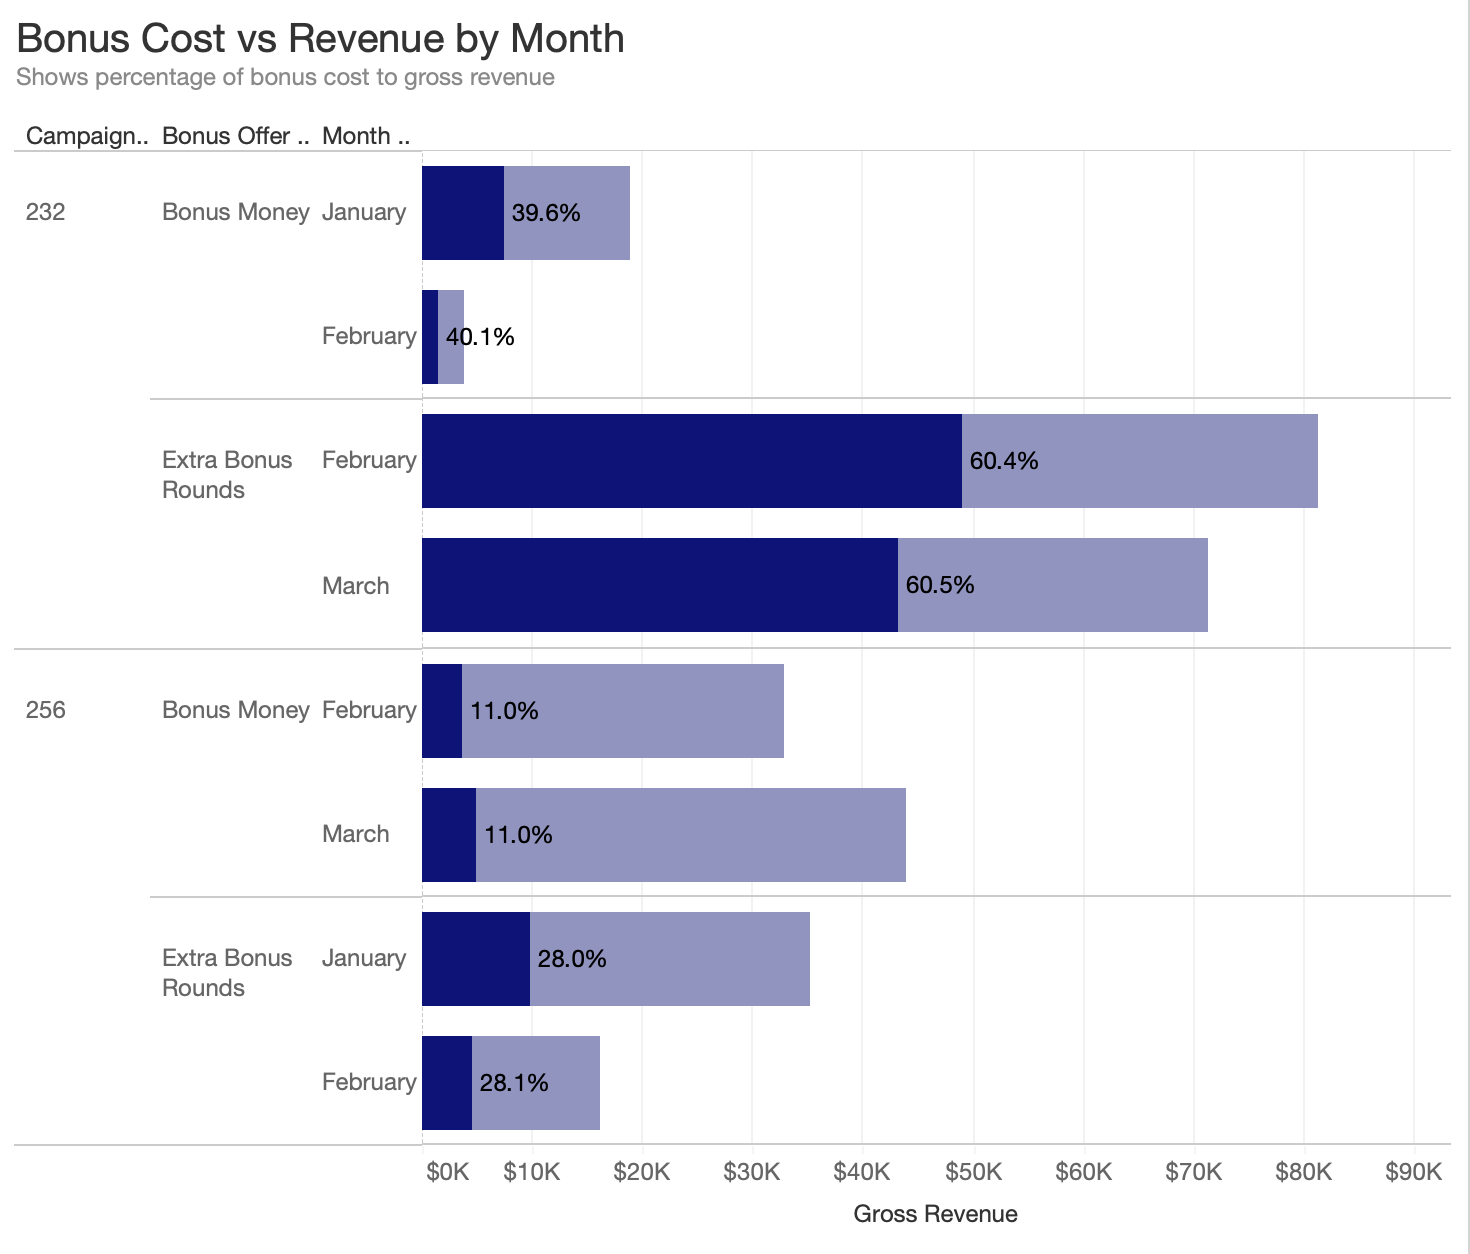 Bonus Cost vs Revenue by Month
Shows percentage of bonus cost to gross revenue
Campaign.. Bonus Offer .. Month ..
232 Bonus Money January 39.6%
February 40.1%
Extra Bonus February 60.4%
Rounds
March 60.5%
256 Bonus Money February 11.0%
March 11.0%
Extra Bonus January 28.0%
Rounds
February 28.1%
$0K $10K $20K $30K $40K $50K $60K $70K $80K $90K
Gross Revenue